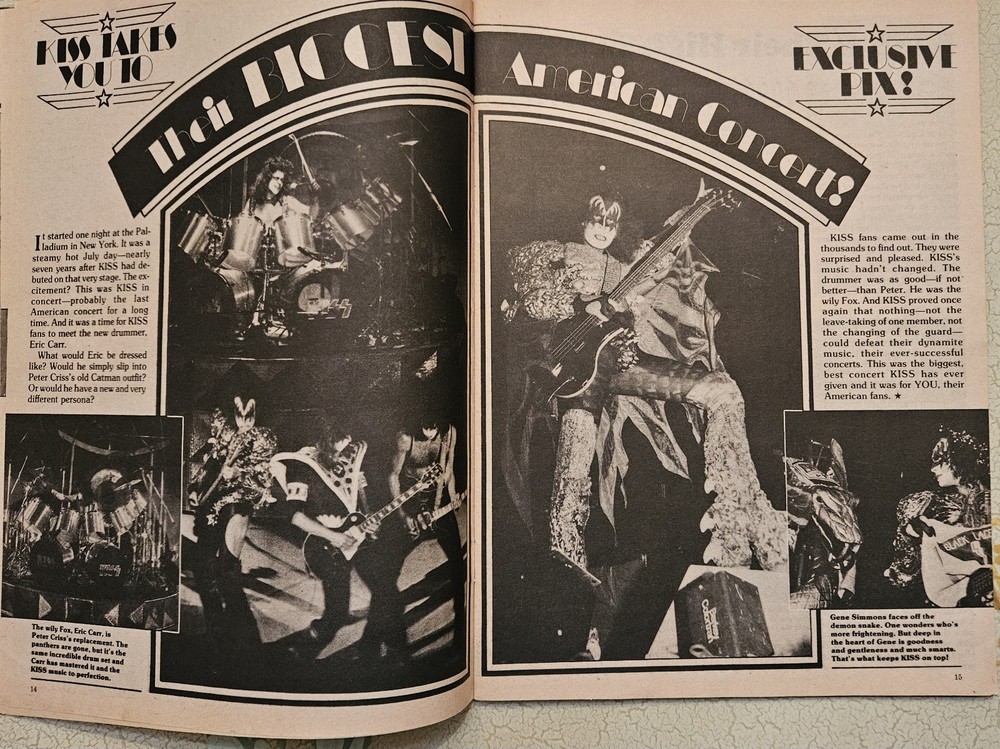 KISS TAKES
YOU TO
Their BIGGEST
American Concert!
EXCLUSIVE
PIX!
It started one night at the Pal-
ladium in New York. It was a
steamy hot July day—nearly
seven years after KISS had de-
buted on that very stage. The ex-
citement? This was KISS in
concert—probably the last
American concert for a long
time. And it was a time for KISS
fans to meet the new drummer,
Eric Carr.
What would Eric be dressed
like? Would he simply slip into
Peter Criss's old Catman outfit?
Or would he have a new and very
different persona?
The wily Fox, Eric Carr, is
Peter Criss's replacement. The
panthers are gone, but it's the
same incredible drum set and
Carr has mastered it and the
KISS music to perfection.
14
KISS fans came out in the
thousands to find out. They were
surprised and pleased. KISS's
music hadn't changed. The
drummer was as good—if not
better—than Peter. He was the
wily Fox. And KISS proved once
again that nothing—not the
leave-taking of one member, not
the changing of the guard—
could defeat their dynamite
music, their ever-successful
concerts. This was the biggest,
best concert KISS has ever
given and it was for YOU, their
American fans. ★
Gene Simmons faces off the
demon snake. One wonders who's
more frightening. But deep in
the heart of Gene is goodness
and gentleness and much smarts.
That's what keeps KISS on top!
15